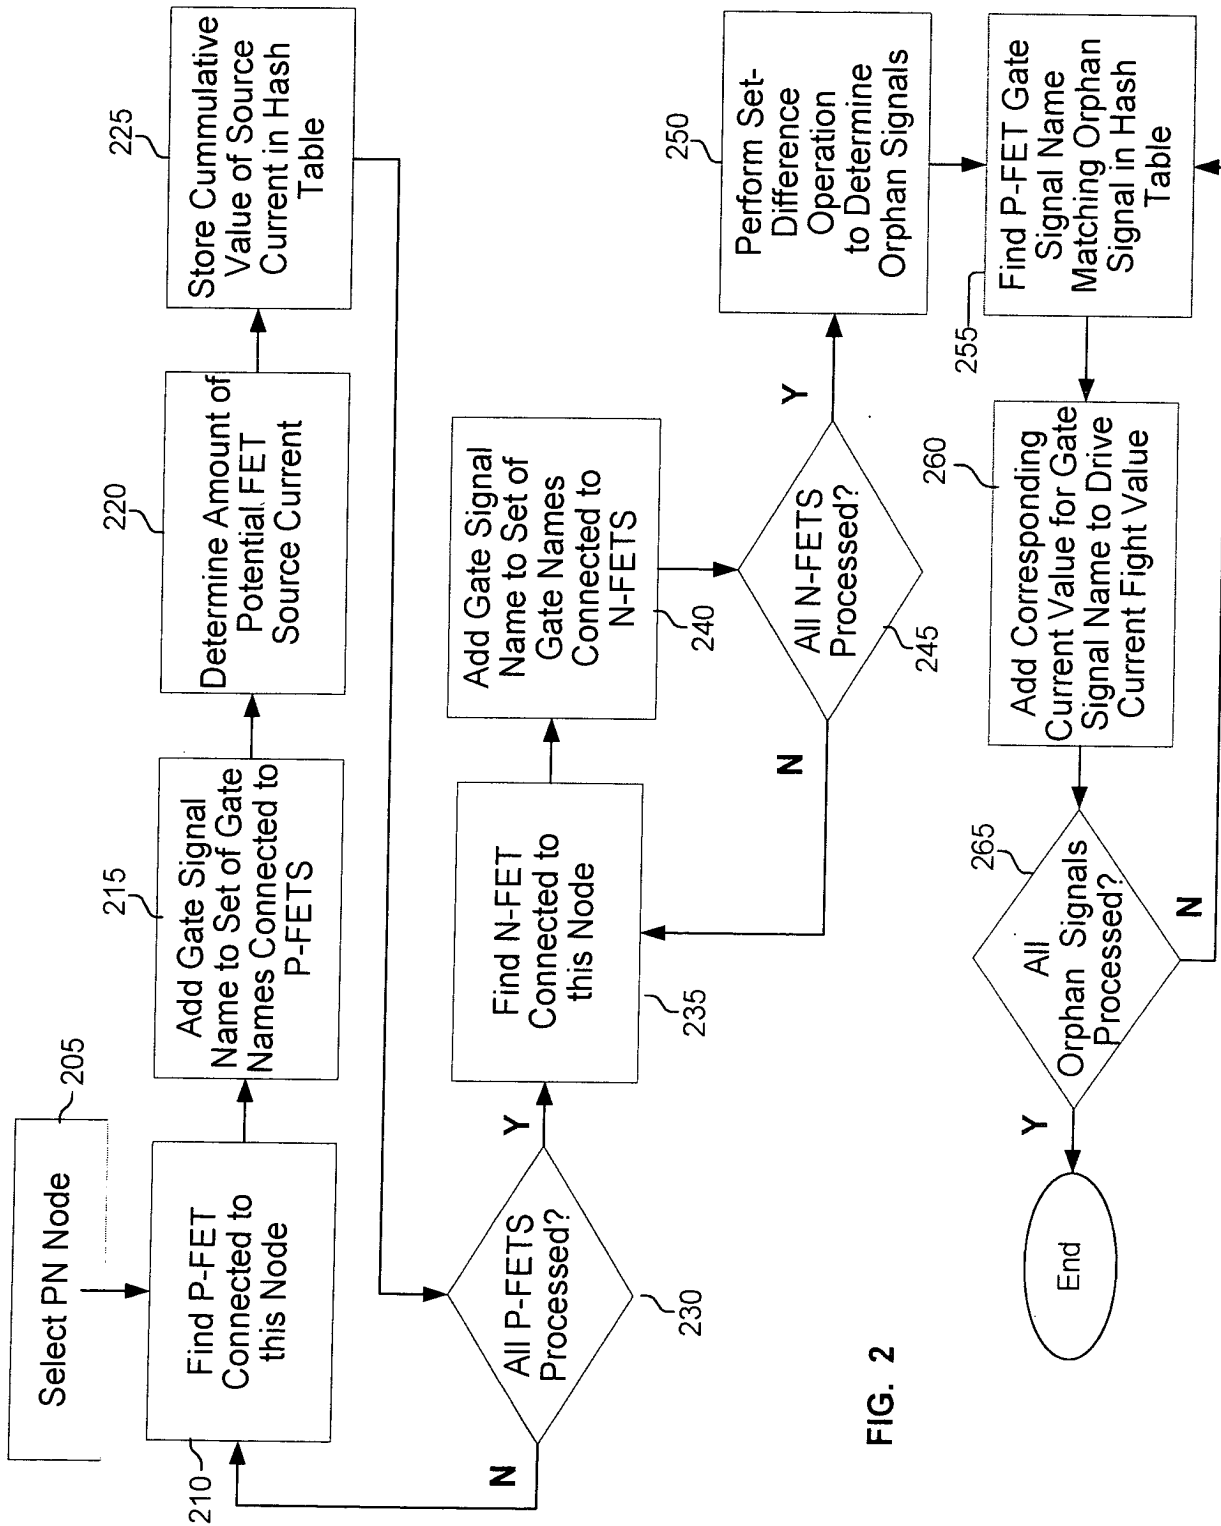 205
Select PN Node
210
Find P-FET
Connected to
this Node
215
Add Gate Signal
Name to Set of Gate
Names Connected to
P-FETS
220
Determine Amount of
Potential FET
Source Current
225
Store Cummulative
Value of Source
Current in Hash
Table
N
All P-FETS
Processed?
230
Y
Find N-FET
Connected to
this Node
235
Add Gate Signal
Name to Set of
Gate Names
Connected to
N-FETS
240
N
All N-FETS
Processed?
245
Y
250
Perform Set-
Difference
Operation
to Determine
Orphan Signals
255
Find P-FET Gate
Signal Name
Matching Orphan
Signal in Hash
Table
260
Add Corresponding
Current Value for Gate
Signal Name to Drive
Current Fight Value
265
All
Orphan Signals
Processed?
N
Y
End
FIG. 2